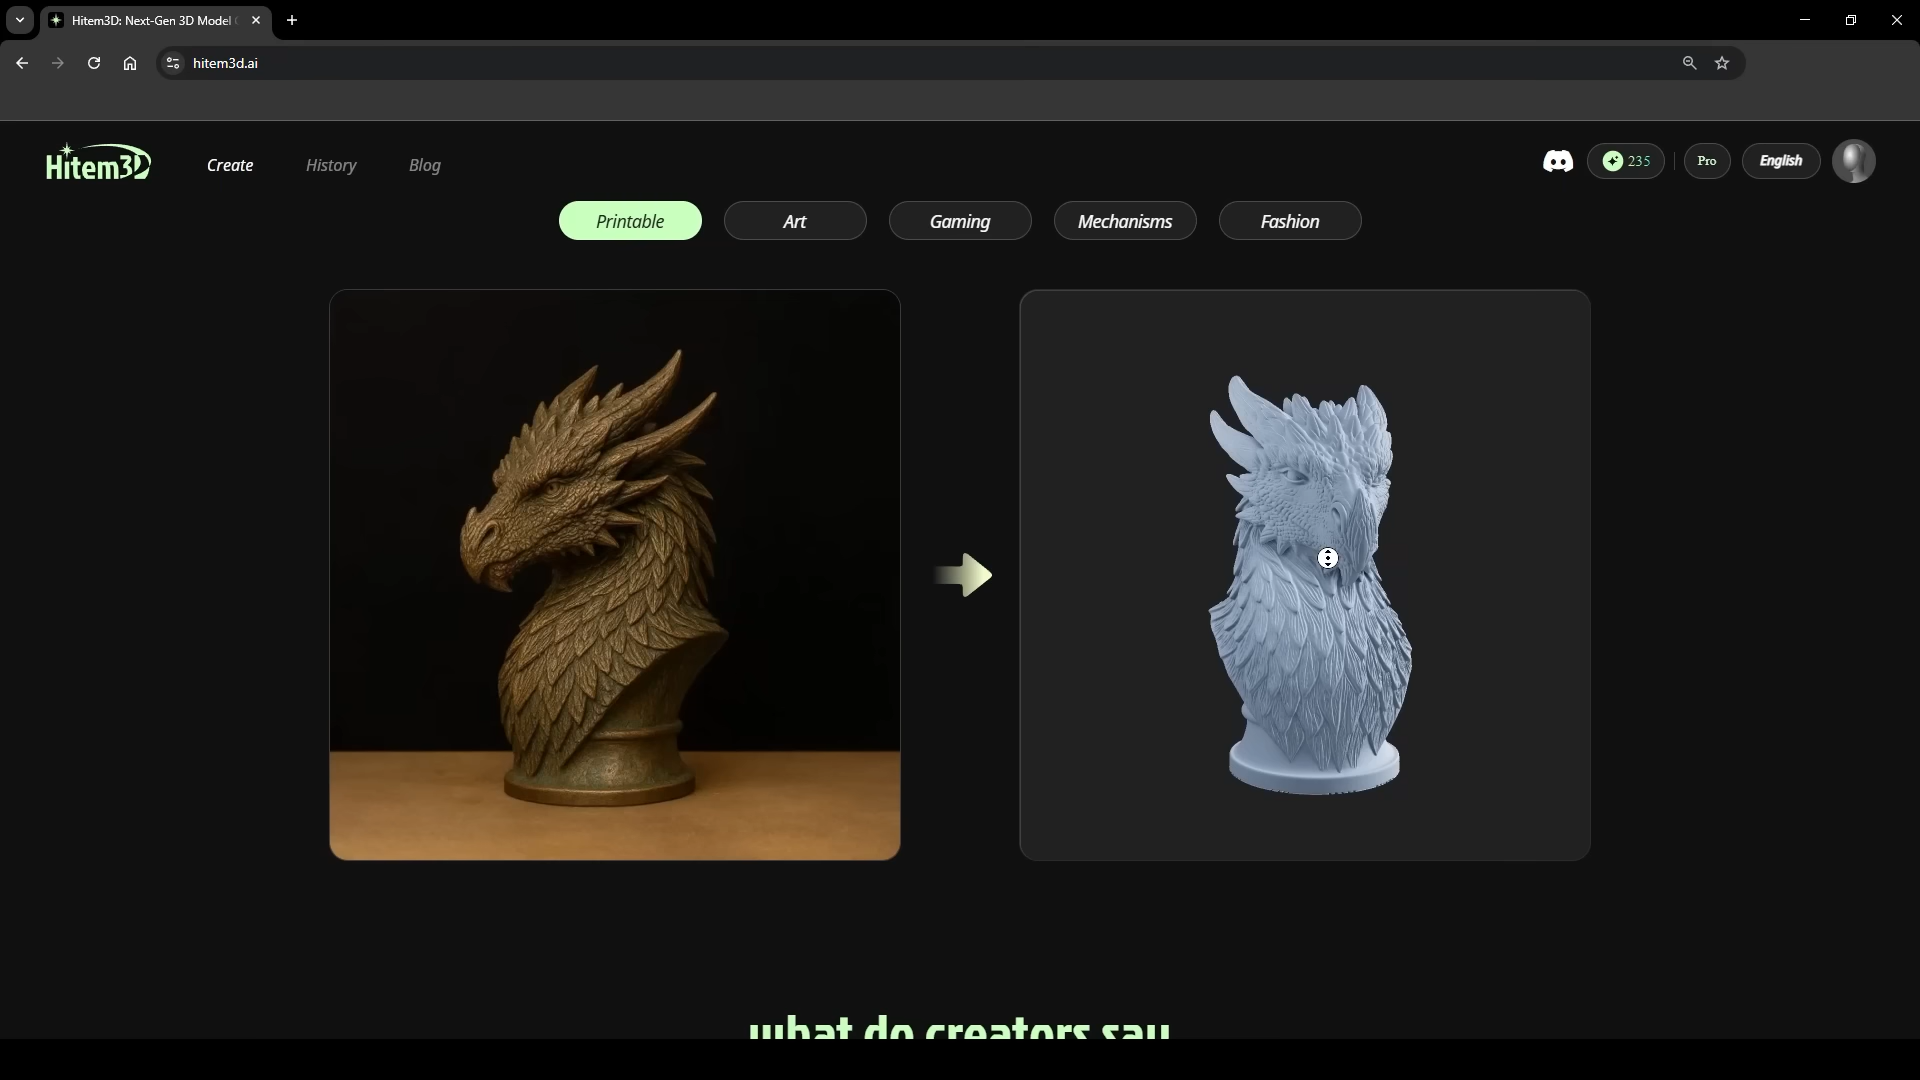 Hitem3D: Next-Gen 3D Model
hitem3d.ai
Hitem3D
Create
History
Blog
235
Pro
English
Printable
Art
Gaming
Mechanisms
Fashion
what do creators say